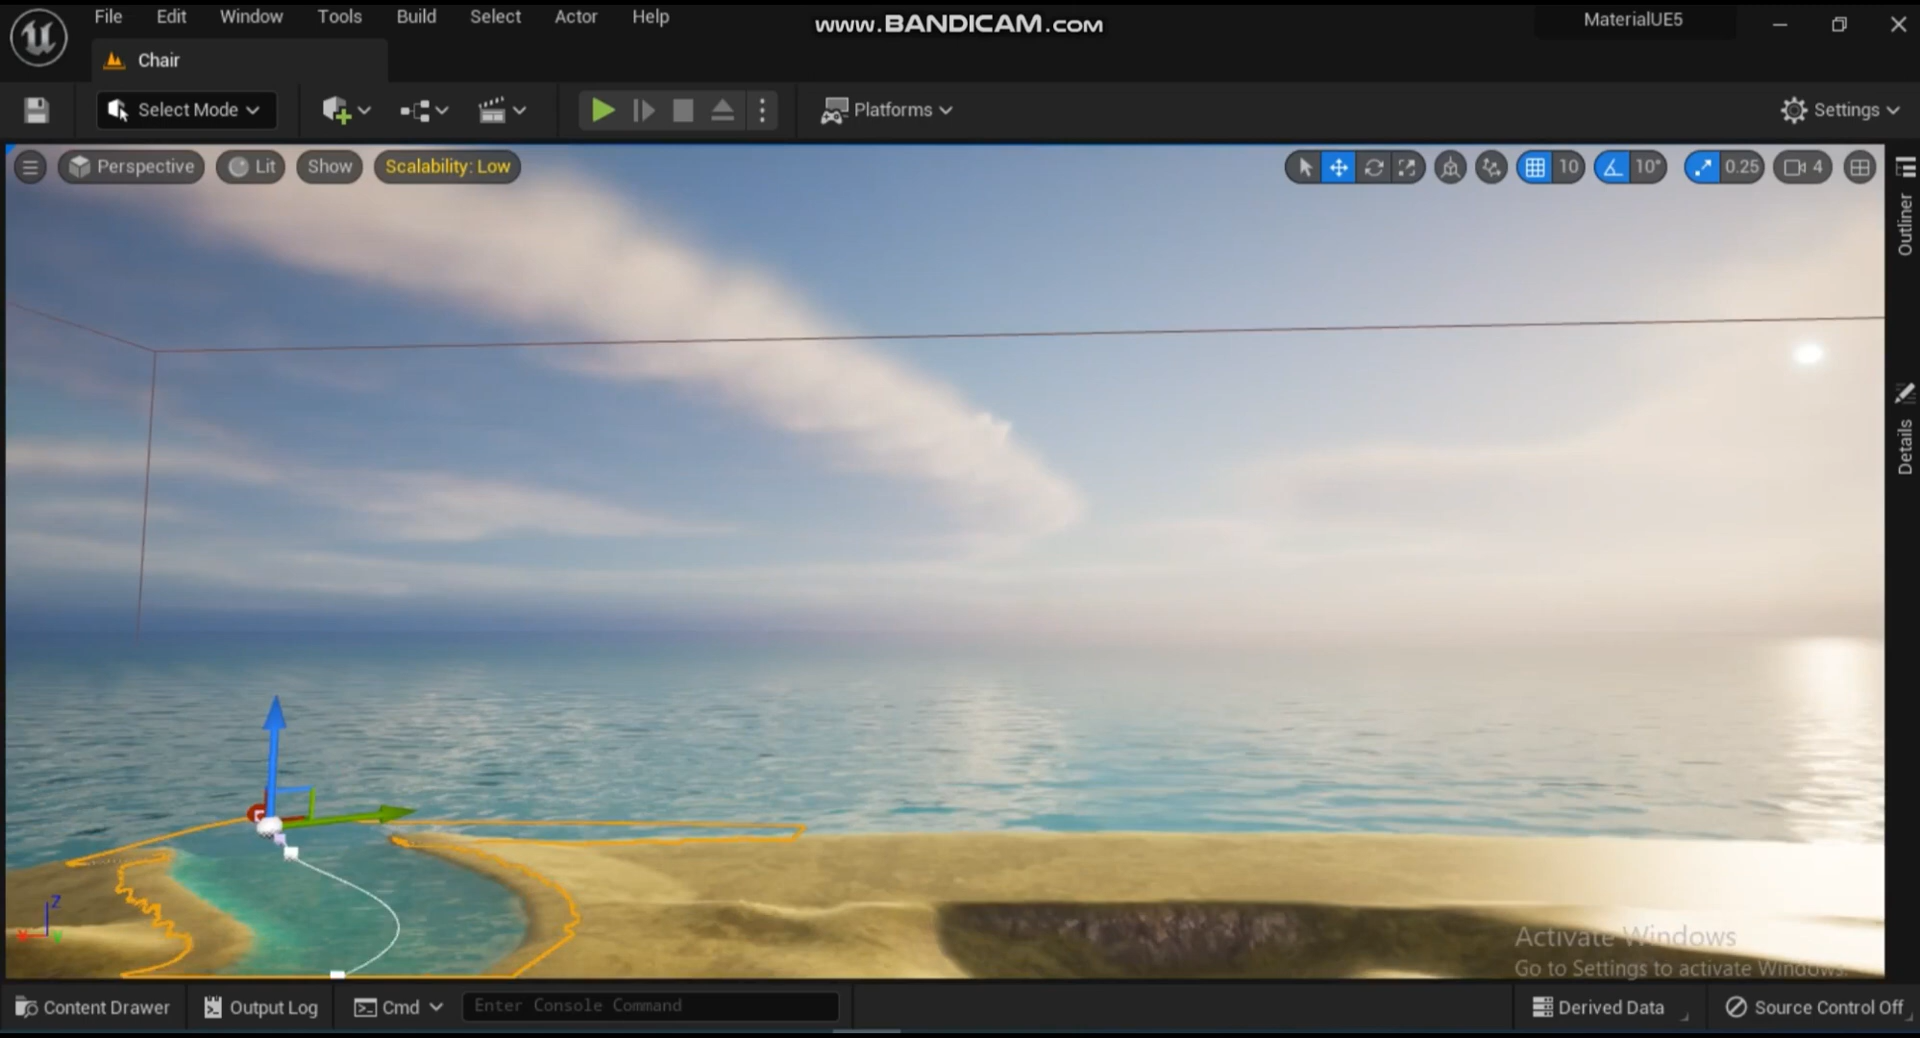 File Edit Window Tools Build Select Actor Help
www.BANDICAM.com
MaterialUE5
Chair
Select Mode
Platforms
Settings
Perspective
Lit
Show
Scalability: Low
10
10°
0.25
4
Outliner
Details
Z
Activate Windows
Go to Settings to activate Windows.
Content Drawer
Output Log
Cmd
Enter Console Command
Derived Data
Source Control Off